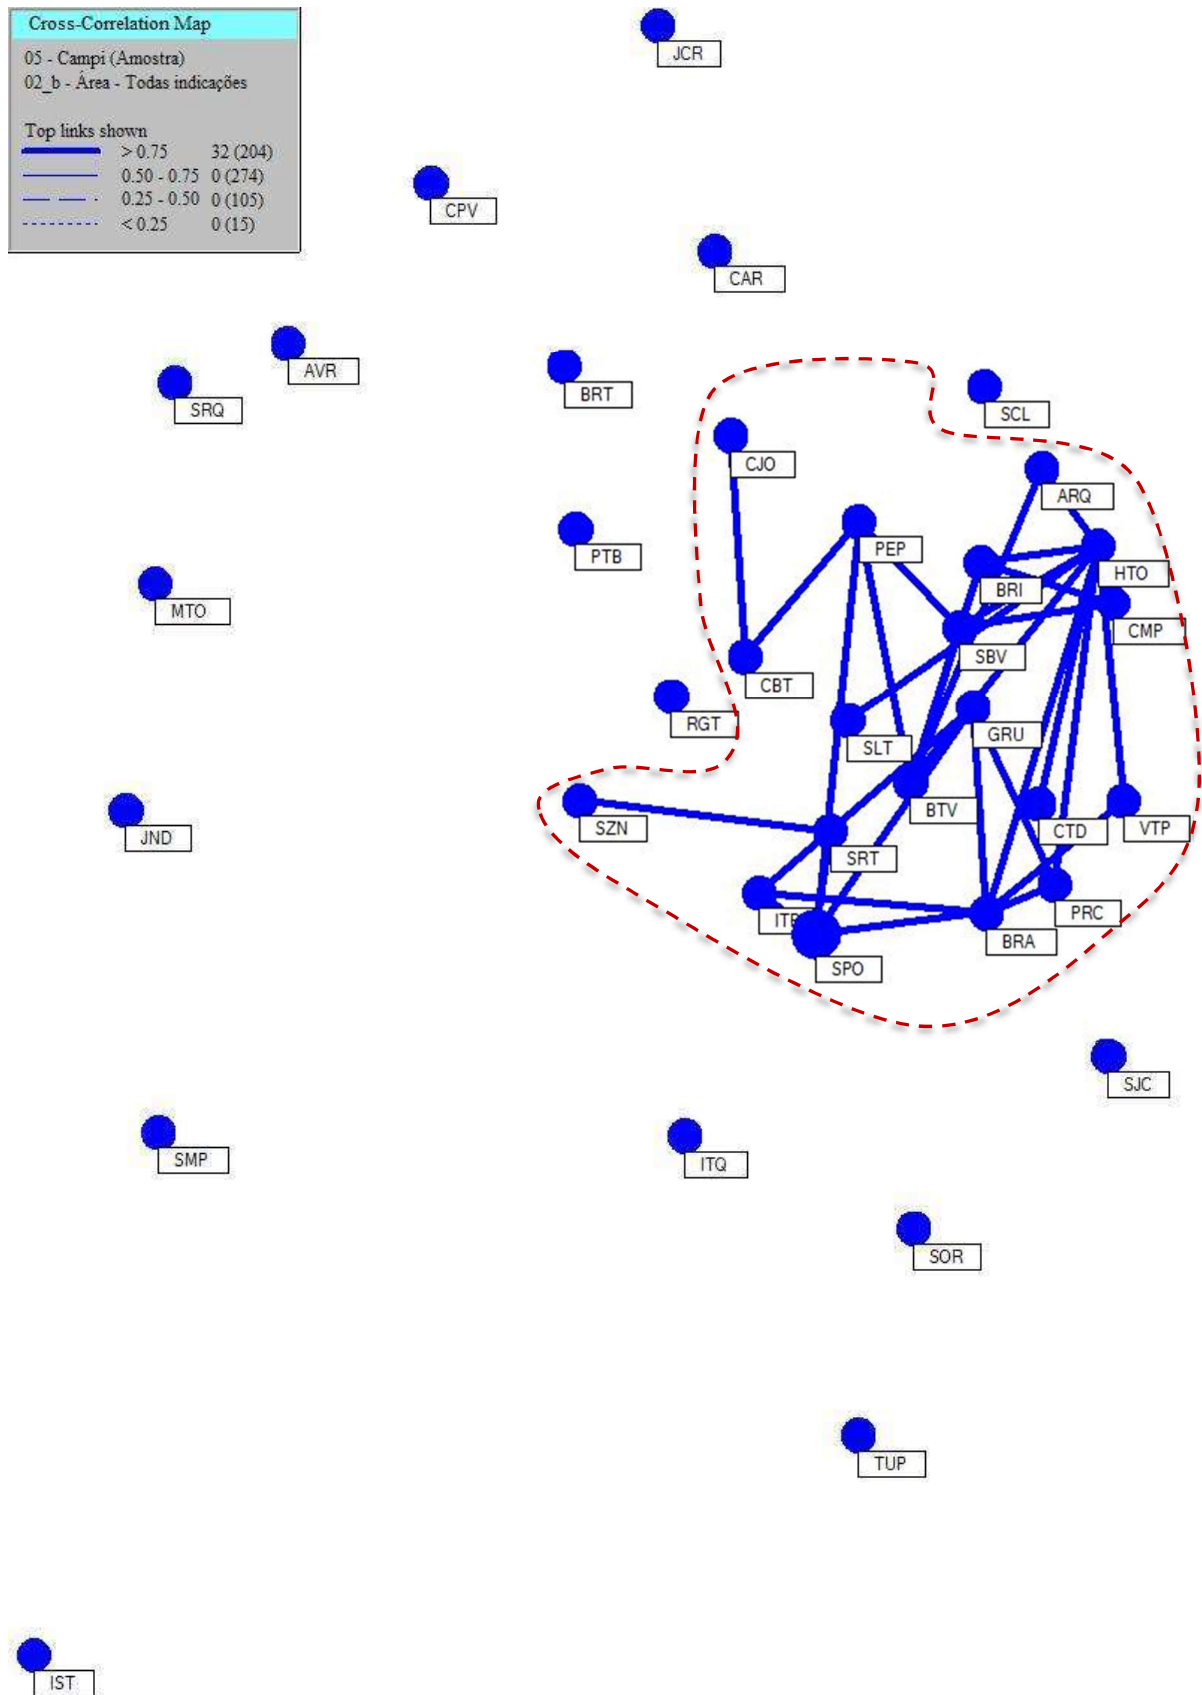 Cross-Correlation Map
05 - Campi (Amostra)
02_b - Área - Todas indicações
Top links shown
> 0.75 32 (204)
0.50 - 0.75 0 (274)
0.25 - 0.50 0 (105)
< 0.25 0 (15)
JCR
CPV
CAR
AVR
BRT
SRQ
SCL
CJO
ARQ
PEP
PTB
HTO
BRI
MTO
CMP
SBV
CBT
RGT
GRU
SLT
BTV
SZN
CTD
VTP
JND
SRT
PRC
BRA
SPO
SJC
SMP
ITQ
SOR
TUP
IST